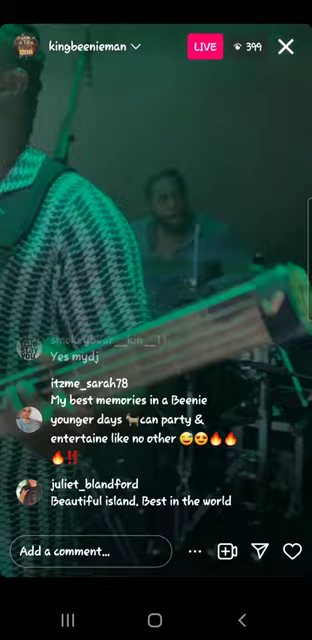 kingbeenieman
LIVE
399
Yes mydj
itzme_sarah78
My best memories in a Beenie
younger days 🐐can party &
entertaine like no other 😅😍🔥🔥
🔥‼️
juliet_blandford
Beautiful island, Best in the world
Add a comment...